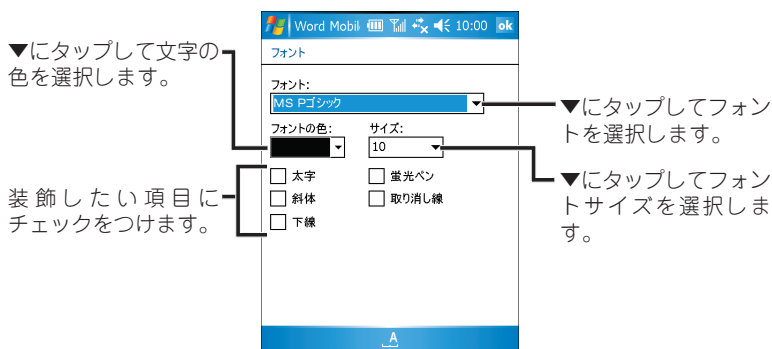 ▼にタップして文字の
色を選択します。
装飾したい項目に
チェックをつけます。
Word Mobil 10:00 ok
フォント
フォント:
MS Pゴシック
フォントの色: サイズ:
10
太字 蛍光ペン
斜体 取り消し線
下線
A
▼にタップしてフォン
トを選択します。
▼にタップしてフォン
トサイズを選択しま
す。